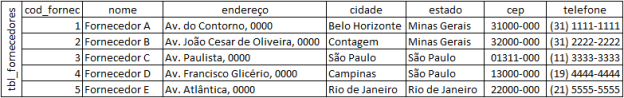 tbl_fornecedores
cod_fornec nome endereço cidade estado cep telefone
1 Fornecedor A Av. do Contorno, 0000 Belo Horizonte Minas Gerais 31000-000 (31) 1111-1111
2 Fornecedor B Av. João Cesar de Oliveira, 0000 Contagem Minas Gerais 32000-000 (31) 2222-2222
3 Fornecedor C Av. Paulista, 0000 São Paulo São Paulo 01311-000 (11) 3333-3333
4 Fornecedor D Av. Francisco Glicério, 0000 Campinas São Paulo 13000-000 (19) 4444-4444
5 Fornecedor E Av. Atlântica, 0000 Rio de Janeiro Rio de Janeiro 22000-000 (21) 5555-5555